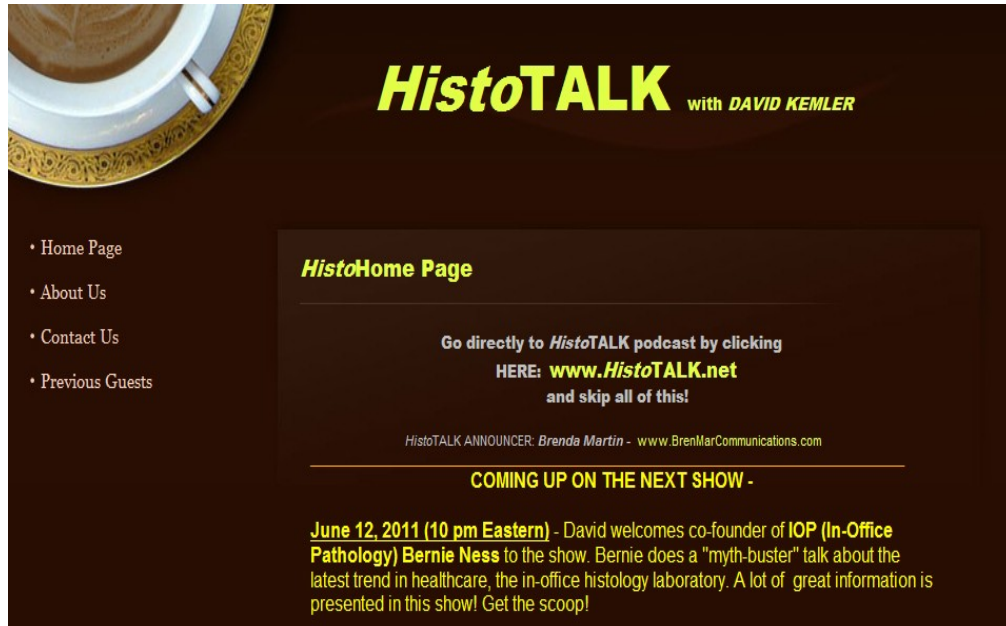 HistoTALK with DAVID KEMLER
• Home Page
• About Us
• Contact Us
• Previous Guests
HistoHome Page
Go directly to HistoTALK podcast by clicking
HERE: www.HistoTALK.net
and skip all of this!
HistoTALK ANNOUNCER: Brenda Martin - www.BrenMarCommunications.com
COMING UP ON THE NEXT SHOW -
June 12, 2011 (10 pm Eastern) - David welcomes co-founder of IOP (In-Office
Pathology) Bernie Ness to the show. Bernie does a "myth-buster" talk about the
latest trend in healthcare, the in-office histology laboratory. A lot of great information is
presented in this show! Get the scoop!